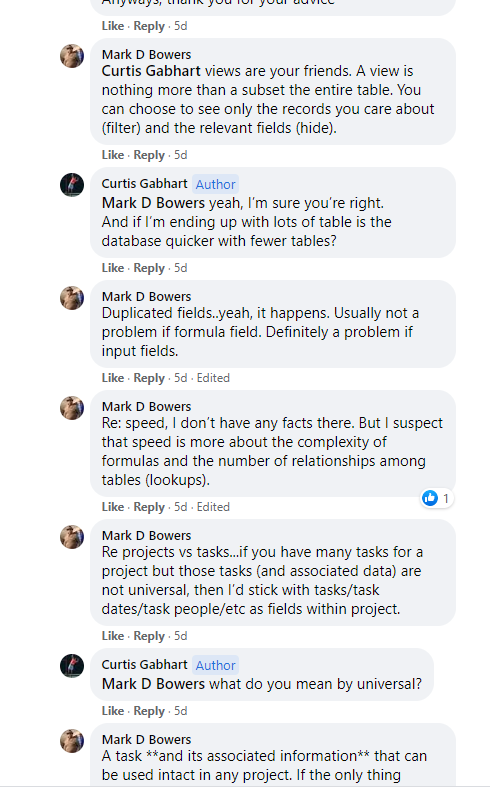 Anyways, thank you for your advice
Like · Reply · 5d
Mark D Bowers
Curtis Gabhart views are your friends. A view is
nothing more than a subset the entire table. You
can choose to see only the records you care about
(filter) and the relevant fields (hide).
Like · Reply · 5d
Curtis Gabhart Author
Mark D Bowers yeah, I'm sure you're right.
And if I'm ending up with lots of table is the
database quicker with fewer tables?
Like · Reply · 5d
Mark D Bowers
Duplicated fields..yeah, it happens. Usually not a
problem if formula field. Definitely a problem if
input fields.
Like · Reply · 5d · Edited
Mark D Bowers
Re: speed, I don't have any facts there. But I suspect
that speed is more about the complexity of
formulas and the number of relationships among
tables (lookups).
1
Like · Reply · 5d · Edited
Mark D Bowers
Re projects vs tasks...if you have many tasks for a
project but those tasks (and associated data) are
not universal, then I'd stick with tasks/task
dates/task people/etc as fields within project.
Like · Reply · 5d
Curtis Gabhart Author
Mark D Bowers what do you mean by universal?
Like · Reply · 5d
Mark D Bowers
A task **and its associated information** that can
be used intact in any project. If the only thing